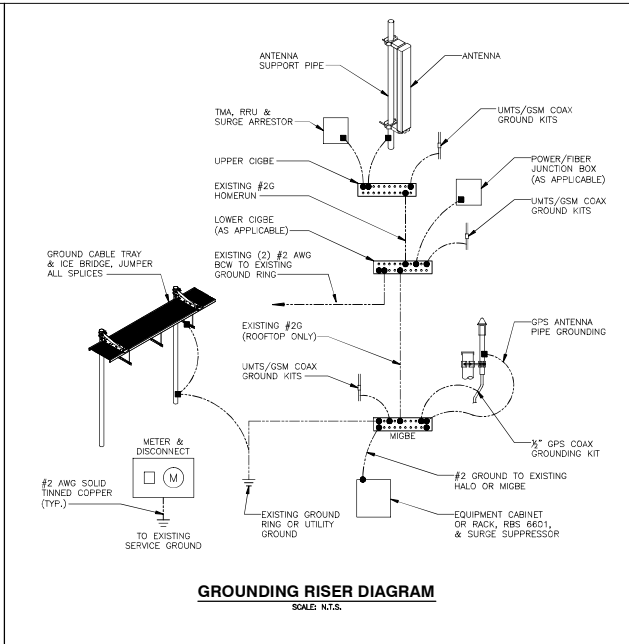 ANTENNA
SUPPORT PIPE
ANTENNA
TMA, RRU &
SURGE ARRESTOR
UMTS/GSM COAX
GROUND KITS
UPPER CIGBE
POWER/FIBER
JUNCTION BOX
(AS APPLICABLE)
EXISTING #2G
HOMERUN
UMTS/GSM COAX
GROUND KITS
LOWER CIGBE
(AS APPLICABLE)
GROUND CABLE TRAY
& ICE BRIDGE, JUMPER
ALL SPLICES
EXISTING (2) #2 AWG
BCW TO EXISTING
GROUND RING
EXISTING #2G
(ROOFTOP ONLY)
GPS ANTENNA
PIPE GROUNDING
UMTS/GSM COAX
GROUND KITS
MIGBE
METER &
DISCONNECT
M
½" GPS COAX
GROUNDING KIT
#2 AWG SOLID
TINNED COPPER
(TYP.)
#2 GROUND TO EXISTING
HALO OR MIGBE
TO EXISTING
SERVICE GROUND
EXISTING GROUND
RING OR UTILITY
GROUND
EQUIPMENT CABINET
OR RACK, RBS 6601,
& SURGE SUPPRESSOR
GROUNDING RISER DIAGRAM
SCALE: N.T.S.